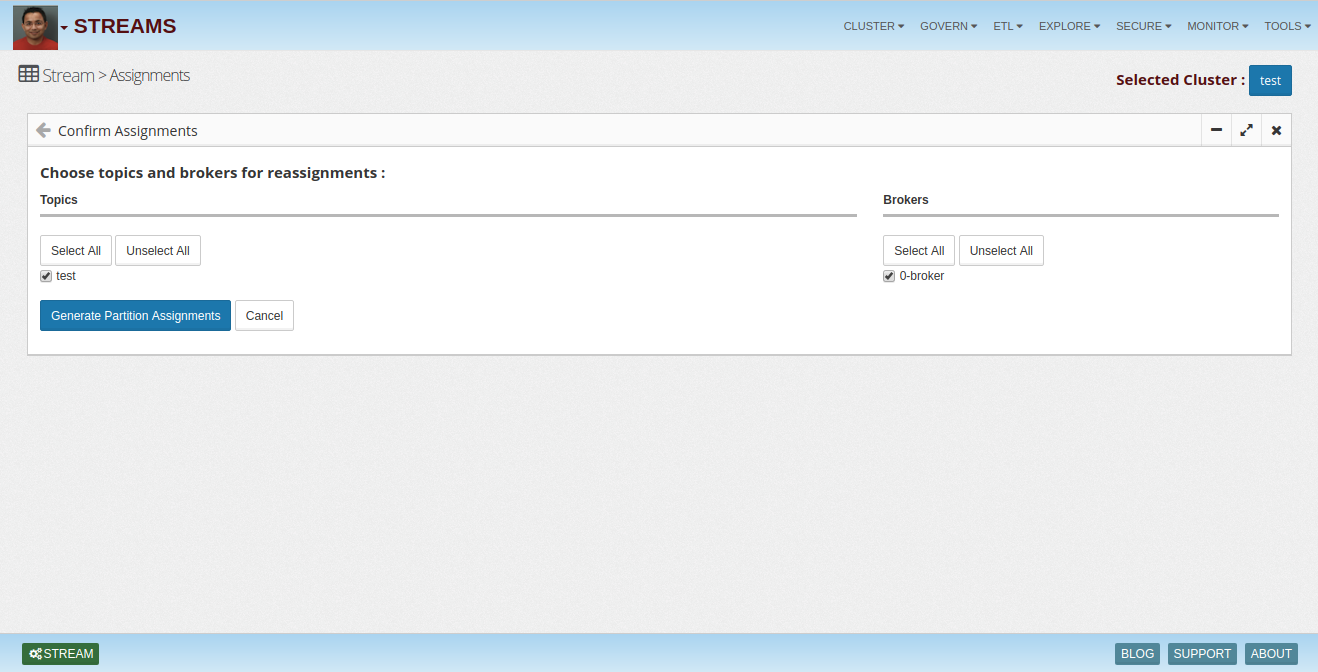 STREAMS
CLUSTER GOVERN ETL EXPLORE SECURE MONITOR TOOLS
Stream > Assignments
Selected Cluster : test
Confirm Assignments
Choose topics and brokers for reassignments :
Topics
Brokers
Select All Unselect All
Select All Unselect All
test
0-broker
Generate Partition Assignments Cancel
STREAM
BLOG SUPPORT ABOUT